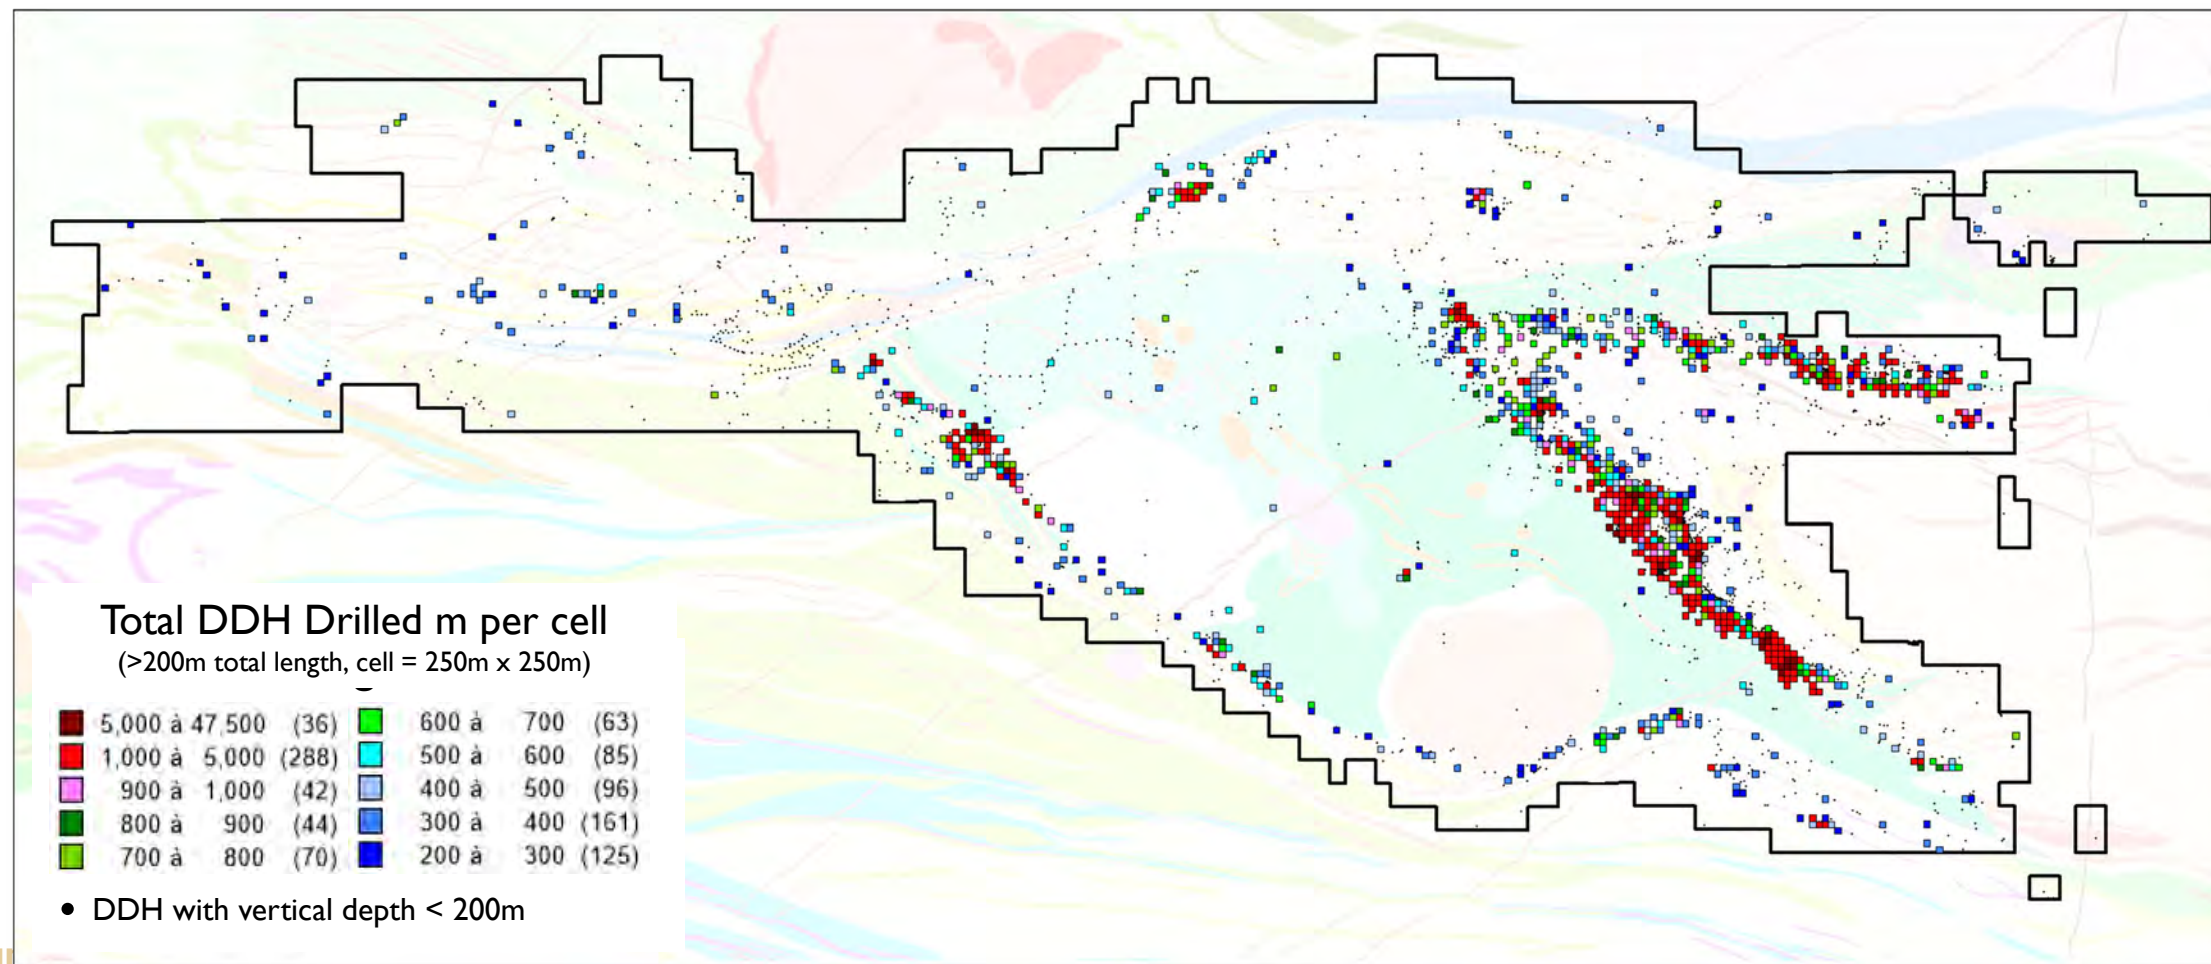 Total DDH Drilled m per cell
(>200m total length, cell = 250m x 250m)
5,000 à 47,500 (36) 600 à 700 (63)
1,000 à 5,000 (288) 500 à 600 (85)
900 à 1,000 (42) 400 à 500 (96)
800 à 900 (44) 300 à 400 (161)
700 à 800 (70) 200 à 300 (125)
• DDH with vertical depth < 200m